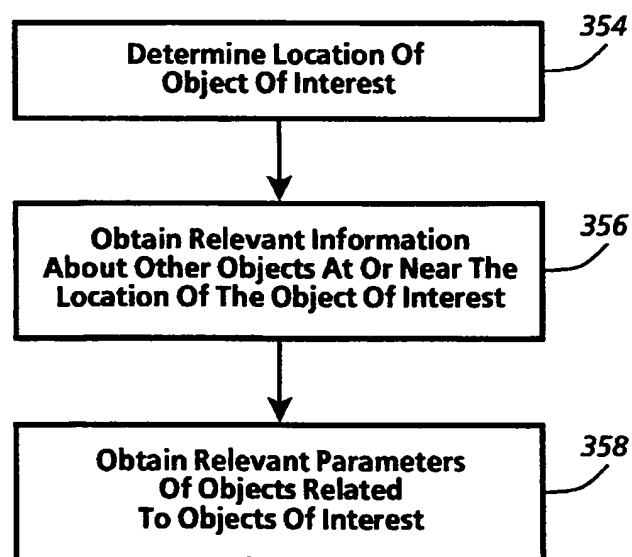 354
Determine Location Of
Object Of Interest
356
Obtain Relevant Information
About Other Objects At Or Near The
Location Of The Object Of Interest
358
Obtain Relevant Parameters
Of Objects Related
To Objects Of Interest